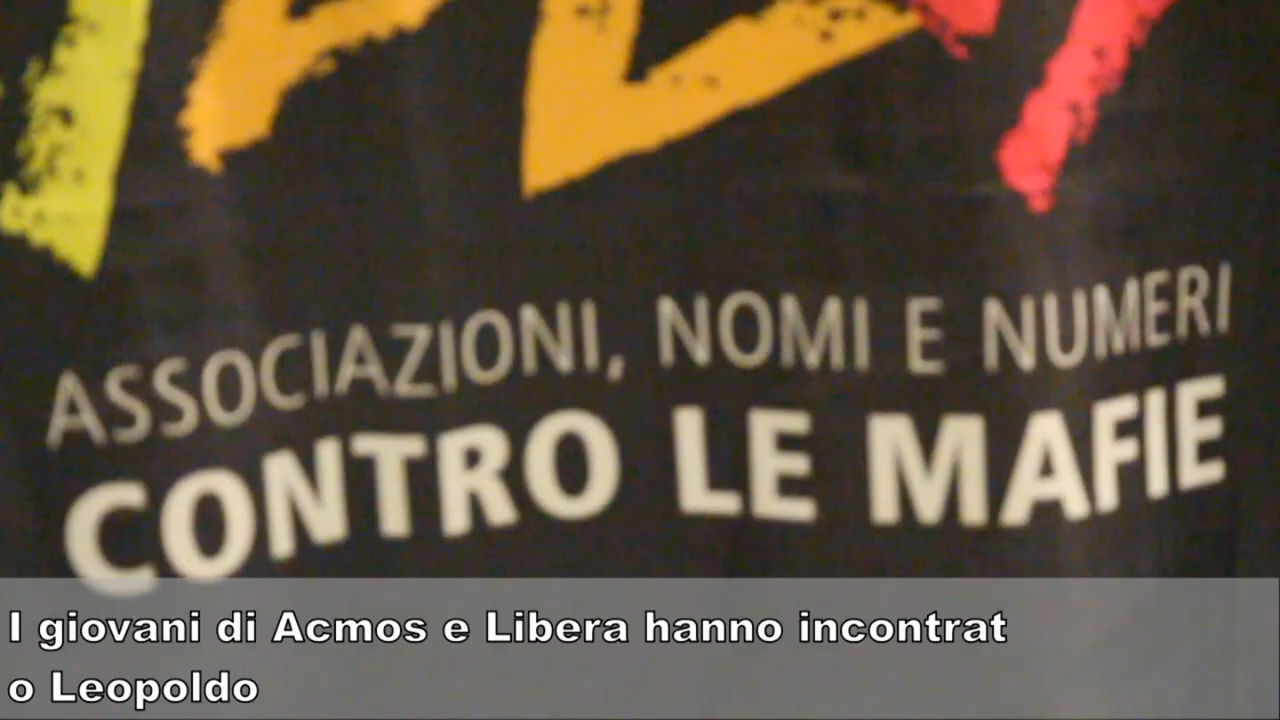 ASSOCIAZIONI, NOMI E NUMERI
CONTRO LE MAFIE
I giovani di Acmos e Libera hanno incontrat
o Leopoldo